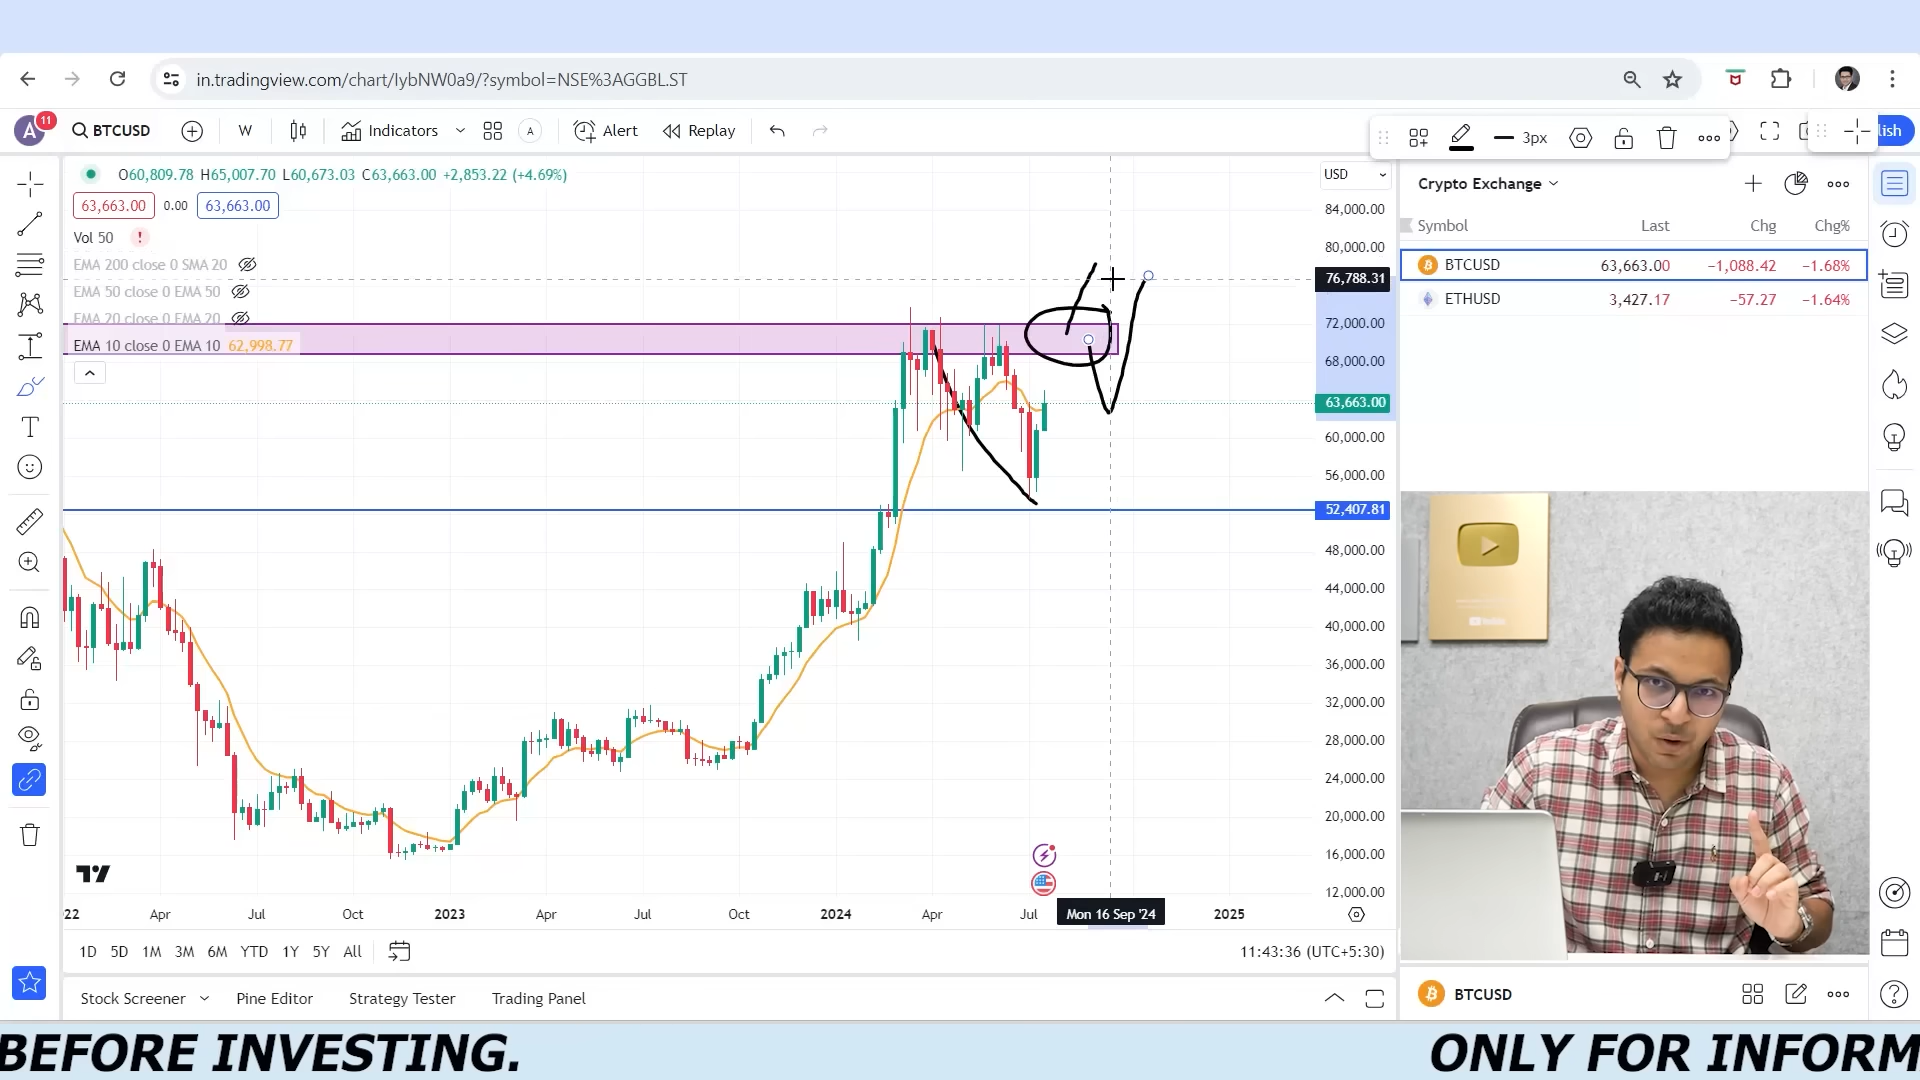 in.tradingview.com/chart/IybNW0a9/?symbol=NSE%3AGGBL.ST
A 11 BTCUSD W Indicators A Alert Replay 3px lish
O60,809.78 H65,007.70 L60,673.03 C63,663.00 +2,853.22 (+4.69%)
63,663.00 0.00 63,663.00
Vol 50 !
EMA 200 close 0 SMA 20
EMA 50 close 0 EMA 50
EMA 20 close 0 EMA 20
EMA 10 close 0 EMA 10 62,998.77
USD
84,000.00
80,000.00
76,788.31
72,000.00
68,000.00
63,663.00
60,000.00
56,000.00
52,407.81
48,000.00
44,000.00
40,000.00
36,000.00
32,000.00
28,000.00
24,000.00
20,000.00
16,000.00
12,000.00
22 Apr Jul Oct 2023 Apr Jul Oct 2024 Apr Jul Mon 16 Sep '24 2025
1D 5D 1M 3M 6M YTD 1Y 5Y All 11:43:36 (UTC+5:30)
Stock Screener Pine Editor Strategy Tester Trading Panel
Crypto Exchange
Symbol Last Chg Chg%
BTCUSD 63,663.00 −1,088.42 −1.68%
ETHUSD 3,427.17 −57.27 −1.64%
BTCUSD
BEFORE INVESTING. ONLY FOR INFORM